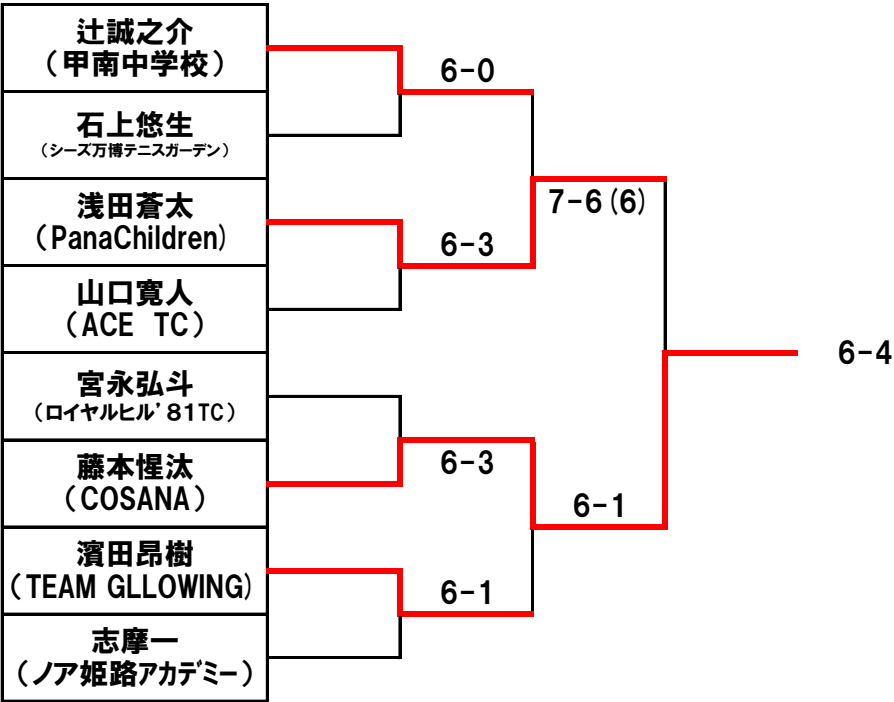 辻誠之介
（甲南中学校）
石上悠生
（シーズ万博テニスガーデン）
浅田蒼太
（PanaChildren)
山口寛人
（ACE　TC）
宮永弘斗
（ロイヤルヒル’81TC）
藤本惺汰
（COSANA）
濱田昂樹
（TEAM GLLOWING)
志摩一
（ノア姫路アカデミー）
6-0
6-3
6-3
6-1
7-6(6)
6-1
6-4